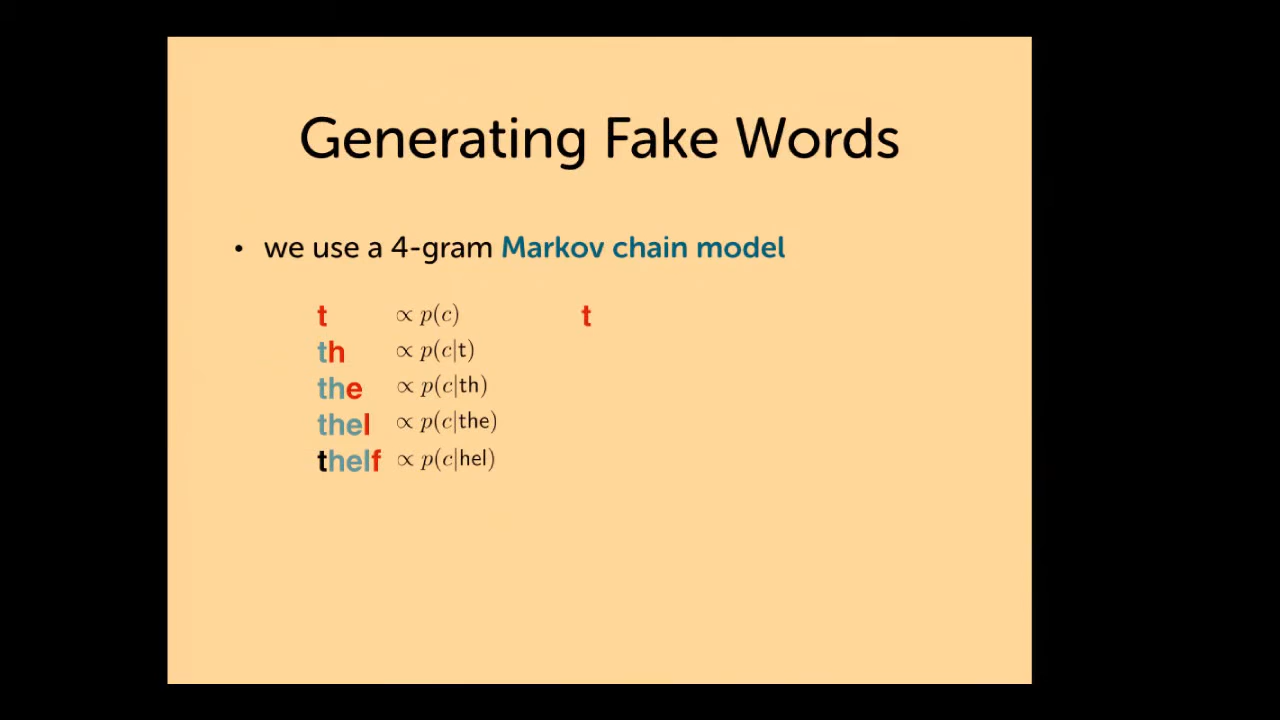 Generating Fake Words
• we use a 4-gram Markov chain model
t ∝ p(c) t
th ∝ p(c|t)
the ∝ p(c|th)
thel ∝ p(c|the)
thelf ∝ p(c|hel)